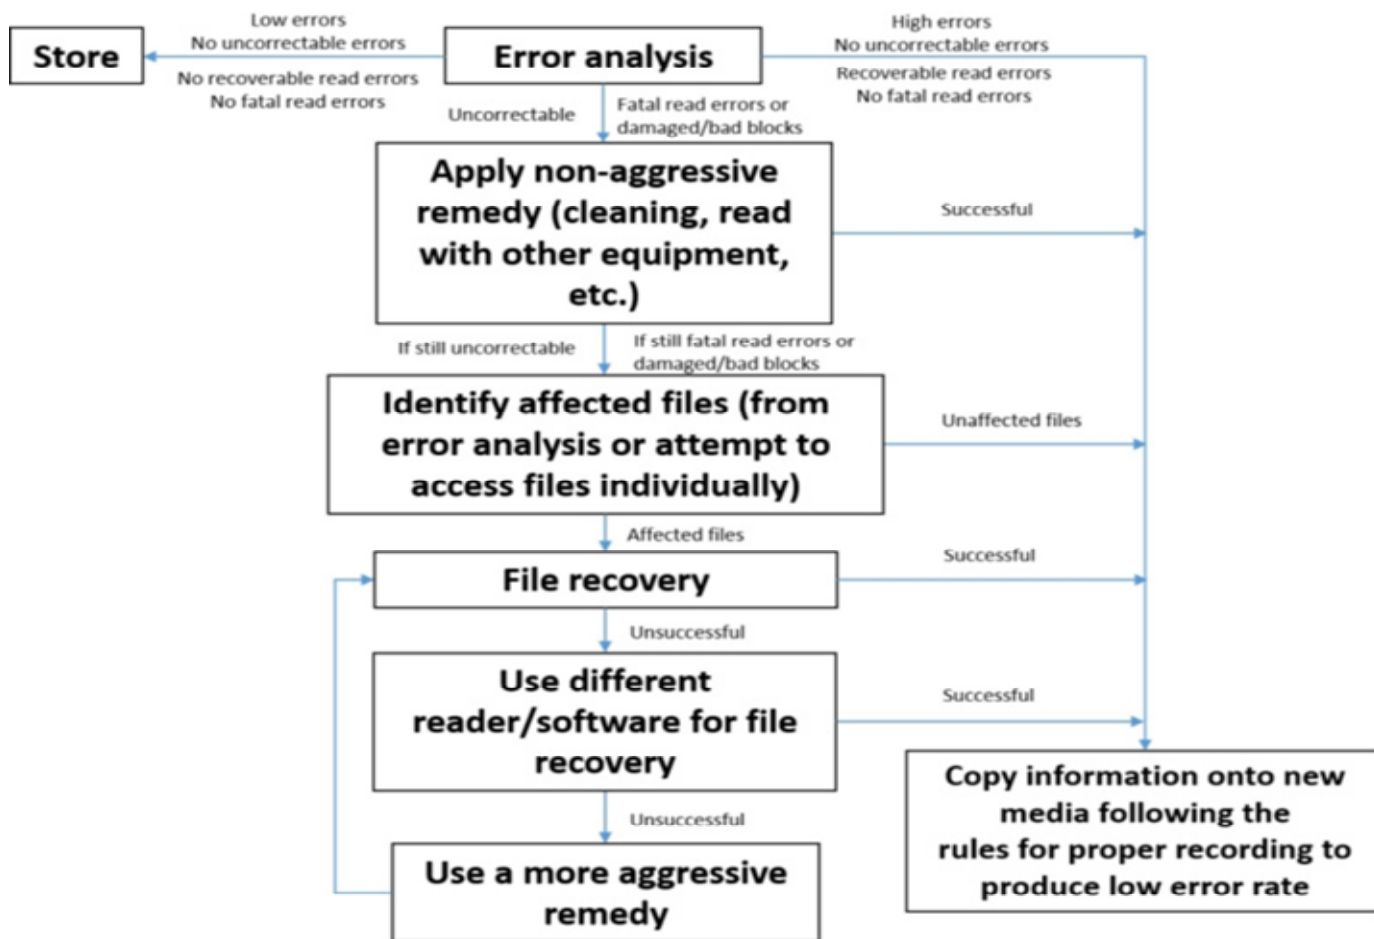 Low errors
No uncorrectable errors
Store
Error analysis
High errors
No uncorrectable errors
No recoverable read errors
No fatal read errors
Recoverable read errors
No fatal read errors
Uncorrectable
Fatal read errors or
damaged/bad blocks
Apply non-aggressive
remedy (cleaning, read
with other equipment,
etc.)
Successful
If still uncorrectable
If still fatal read errors or
damaged/bad blocks
Identify affected files (from
error analysis or attempt to
access files individually)
Unaffected files
Affected files
File recovery
Successful
Unsuccessful
Use different
reader/software for file
recovery
Successful
Unsuccessful
Use a more aggressive
remedy
Copy information onto new
media following the
rules for proper recording to
produce low error rate